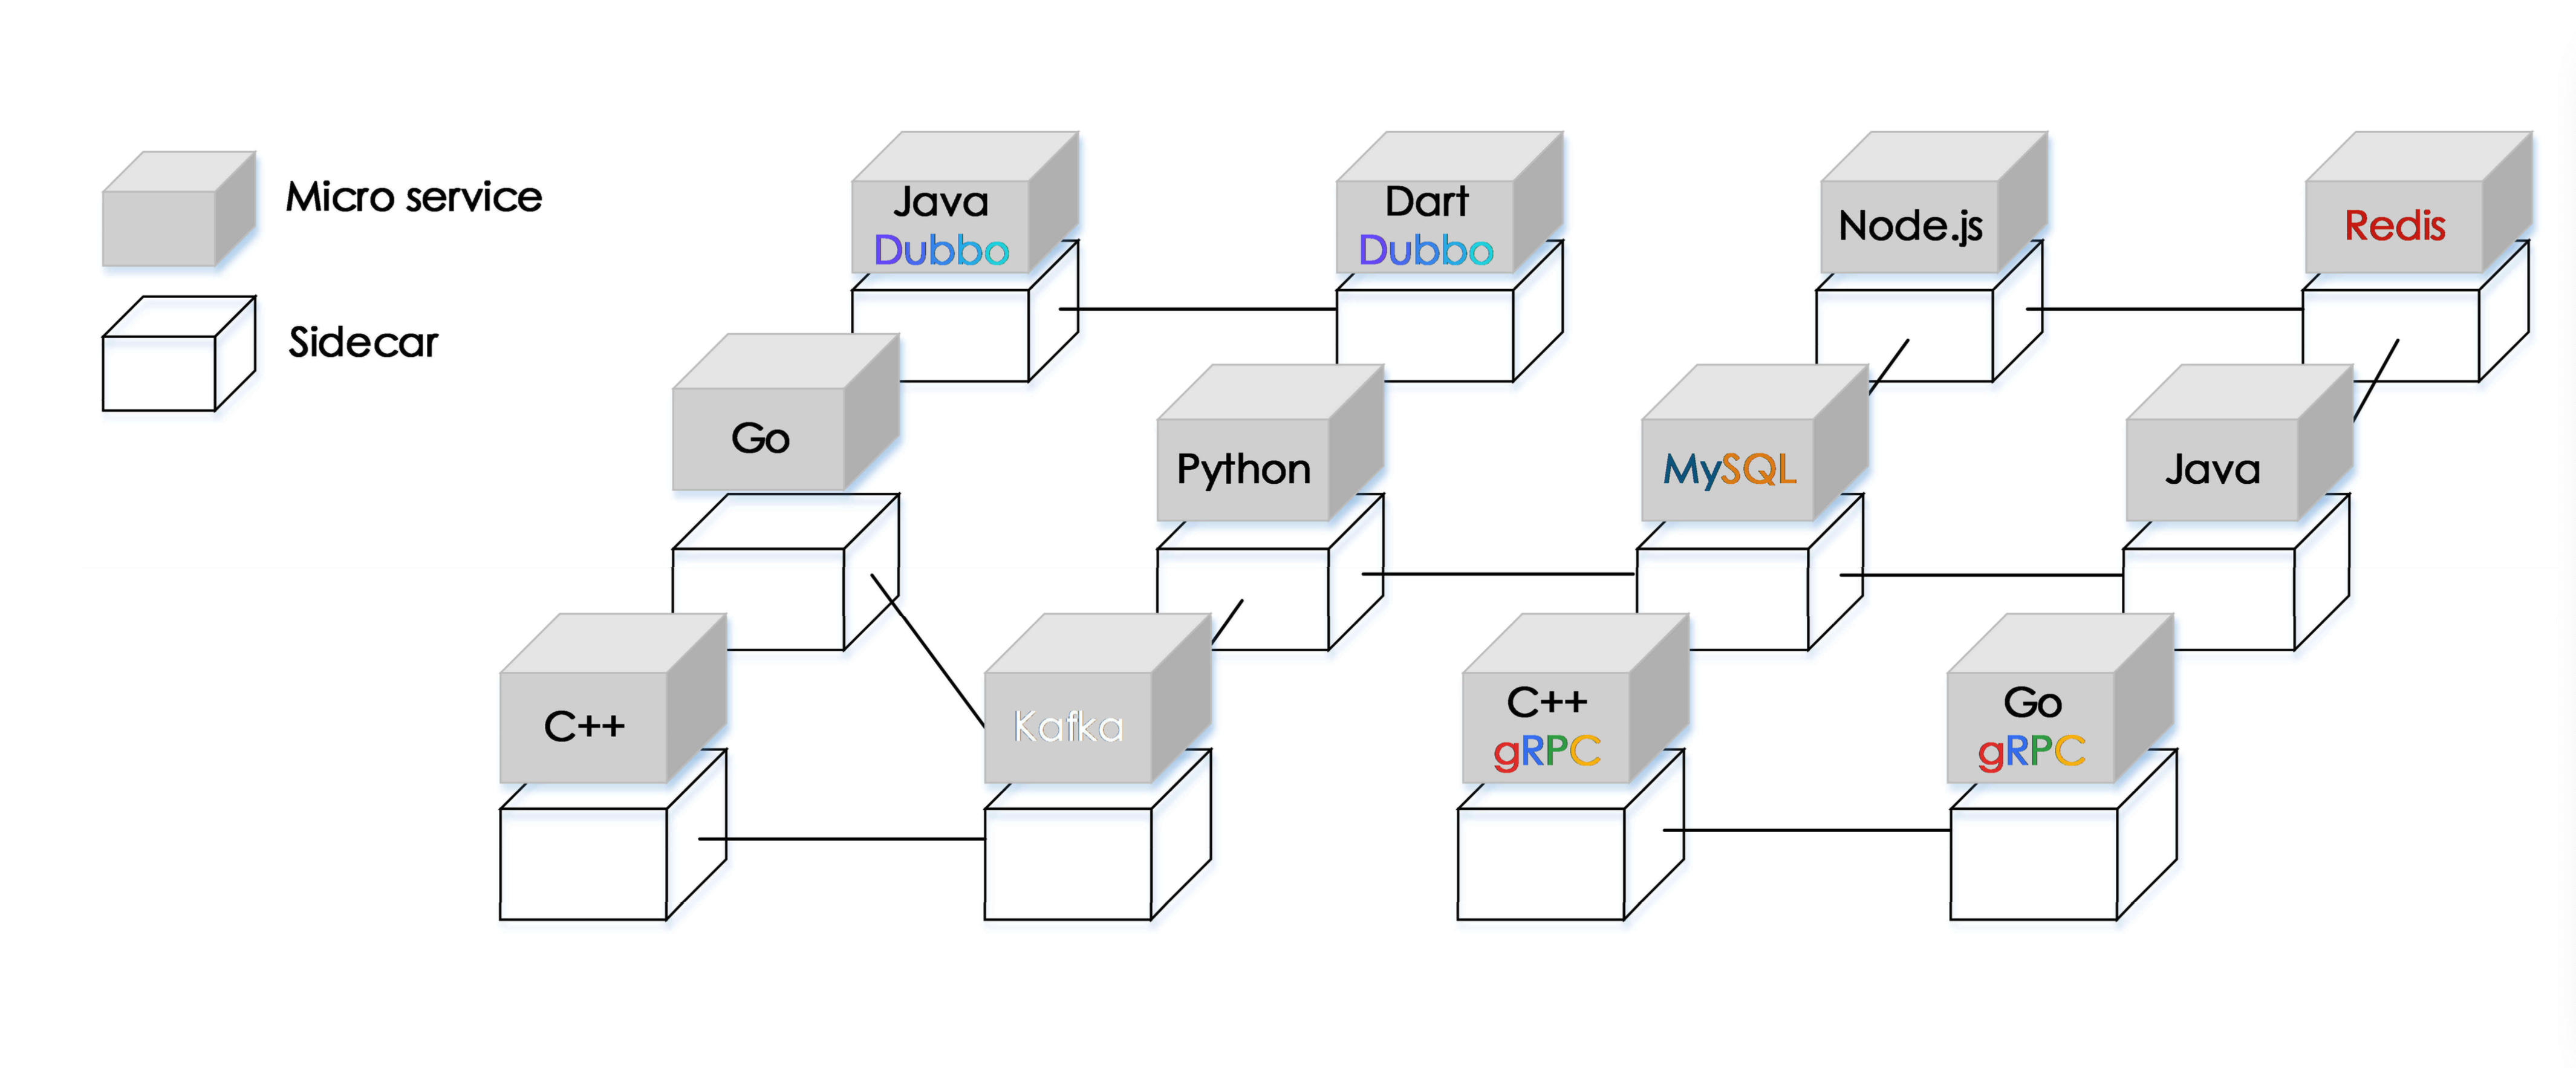 Micro service
Sidecar
Java
Dubbo
Dart
Dubbo
Node.js
Redis
Go
Python
MySQL
Java
C++
Kafka
C++
gRPC
Go
gRPC